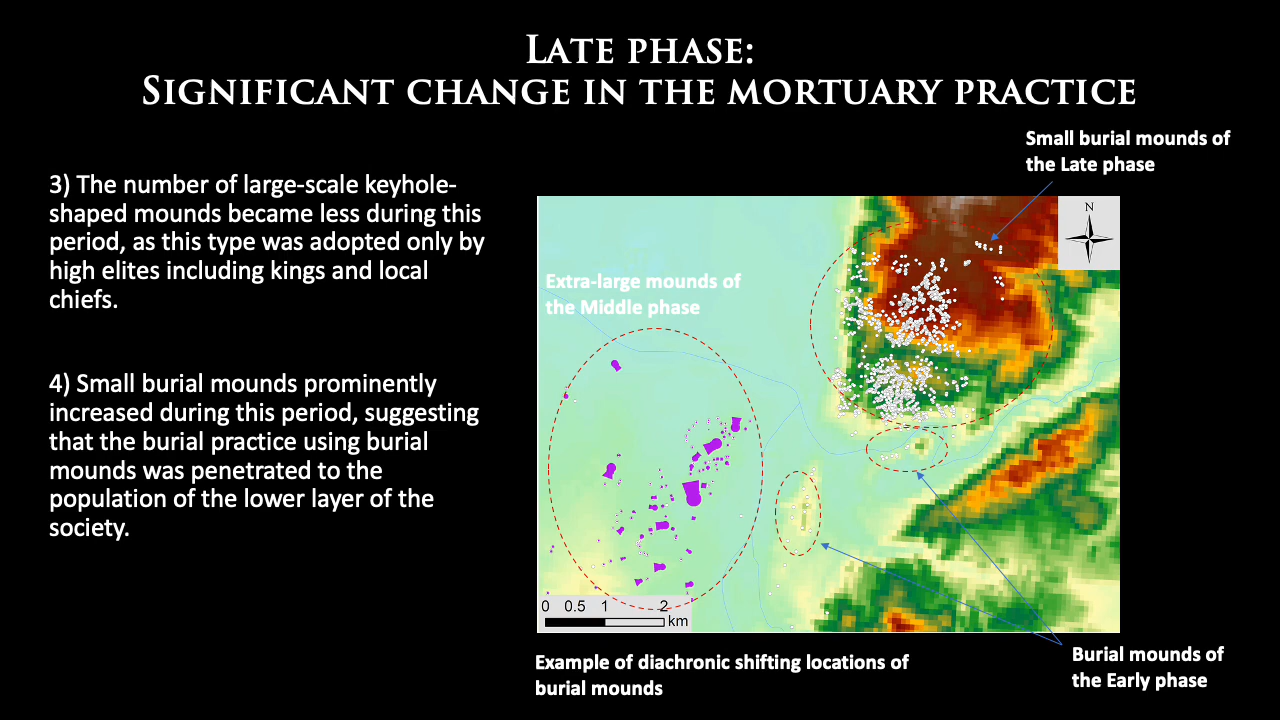 LATE PHASE:
SIGNIFICANT CHANGE IN THE MORTUARY PRACTICE
3) The number of large-scale keyhole-
shaped mounds became less during this
period, as this type was adopted only by
high elites including kings and local
chiefs.
4) Small burial mounds prominently
increased during this period, suggesting
that the burial practice using burial
mounds was penetrated to the
population of the lower layer of the
society.
Small burial mounds of
the Late phase
N
Extra-large mounds of
the Middle phase
0 0.5 1 2
km
Example of diachronic shifting locations of
burial mounds
Burial mounds of
the Early phase